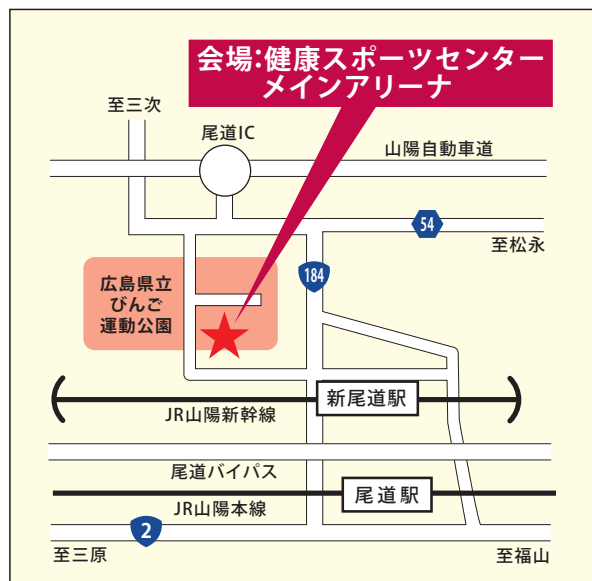 会場:健康スポーツセンター
メインアリーナ
至三次
尾道IC
山陽自動車道
54
至松永
184
広島県立
びんご
運動公園
新尾道駅
JR山陽新幹線
尾道バイパス
尾道駅
JR山陽本線
2
至三原
至福山